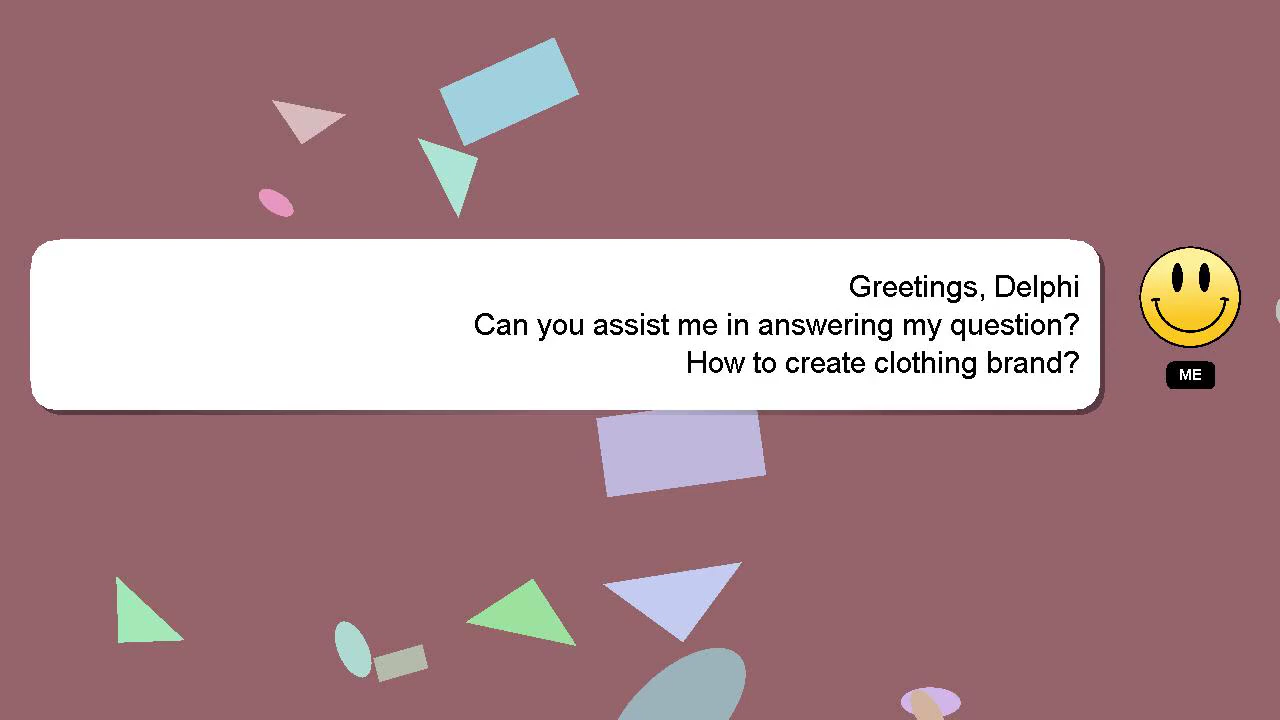 Greetings, Delphi
Can you assist me in answering my question?
How to create clothing brand?
ME